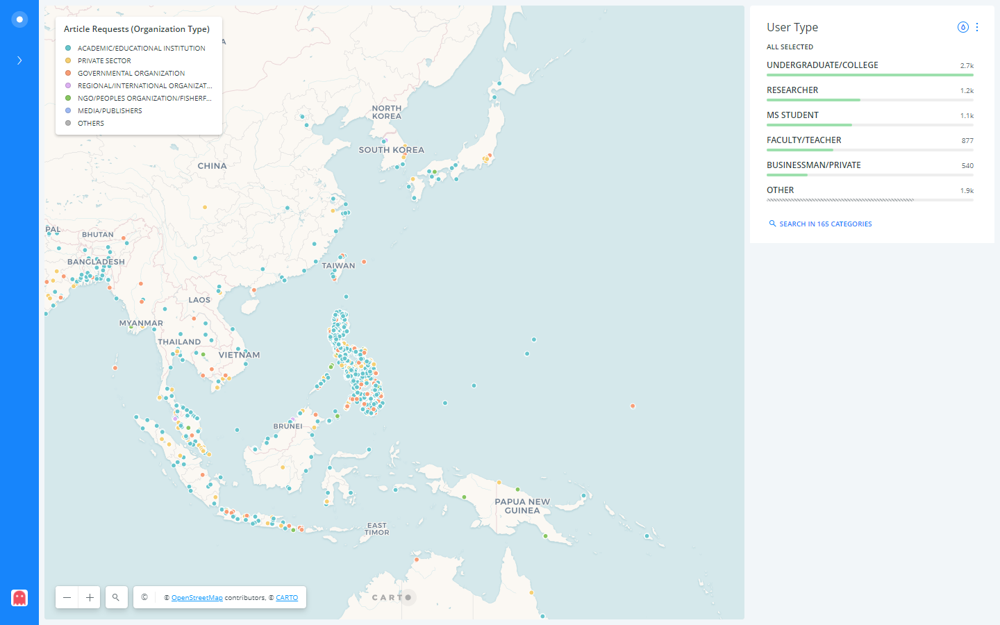 Article Requests (Organization Type)
ACADEMIC/EDUCATIONAL INSTITUTION
PRIVATE SECTOR
GOVERNMENTAL ORGANIZATION
REGIONAL/INTERNATIONAL ORGANIZAT...
NGO/PEOPLES ORGANIZATION/FISHERF...
MEDIA/PUBLISHERS
OTHERS
A
NORTH
KOREA
SOUTH KOREA
CHINA
PAL
BHUTAN
BANGLADESH
TAIWAN
LAOS
MYANMAR
THAILAND
VIETNAM
BRUNEI
PAPUA NEW
GUINEA
EAST
TIMOR
CARTO
© © OpenStreetMap contributors, © CARTO
User Type
ALL SELECTED
UNDERGRADUATE/COLLEGE 2.7k
RESEARCHER 1.2k
MS STUDENT 1.1k
FACULTY/TEACHER 877
BUSINESSMAN/PRIVATE 540
OTHER 1.9k
SEARCH IN 165 CATEGORIES